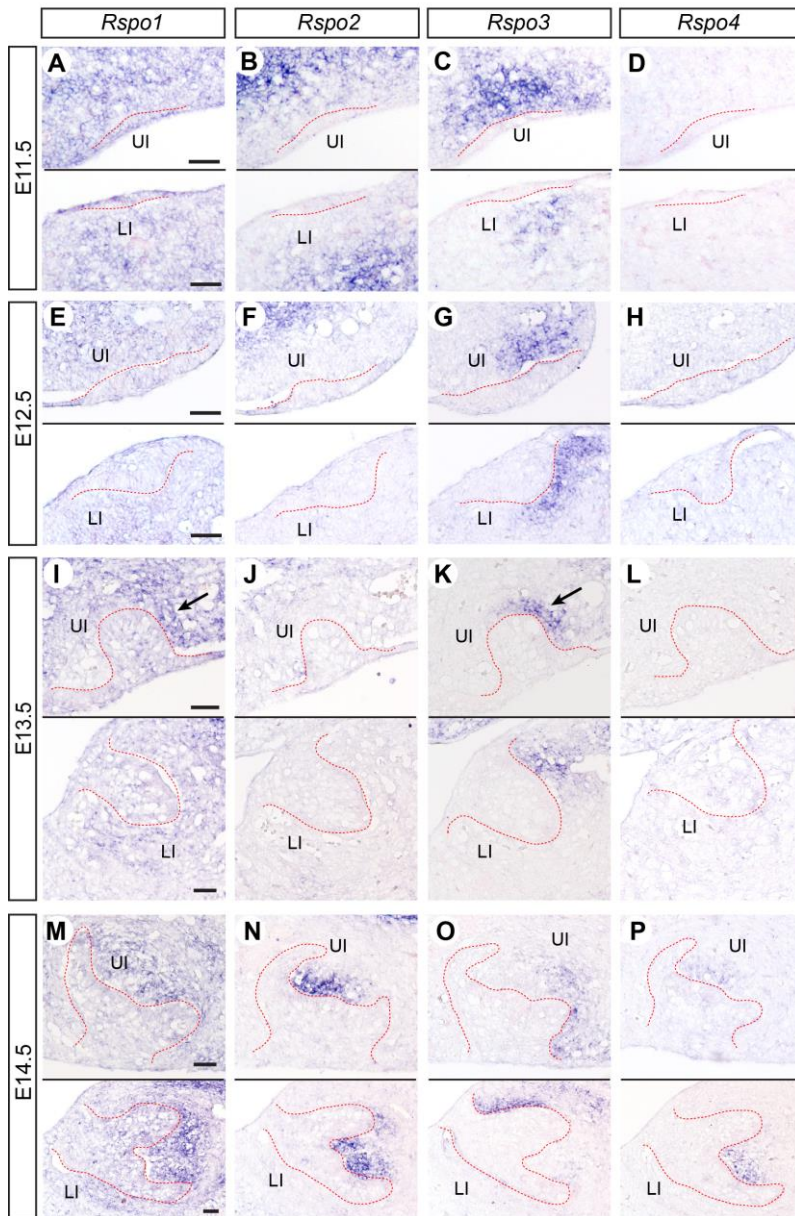 Rspo1 Rspo2 Rspo3 Rspo4
E11.5
A B C D
UI UI UI UI
LI LI LI LI
E12.5
E F G H
UI UI UI UI
LI LI LI LI
E13.5
I J K L
UI UI UI UI
LI LI LI LI
E14.5
M N O P
UI UI UI UI
LI LI LI LI